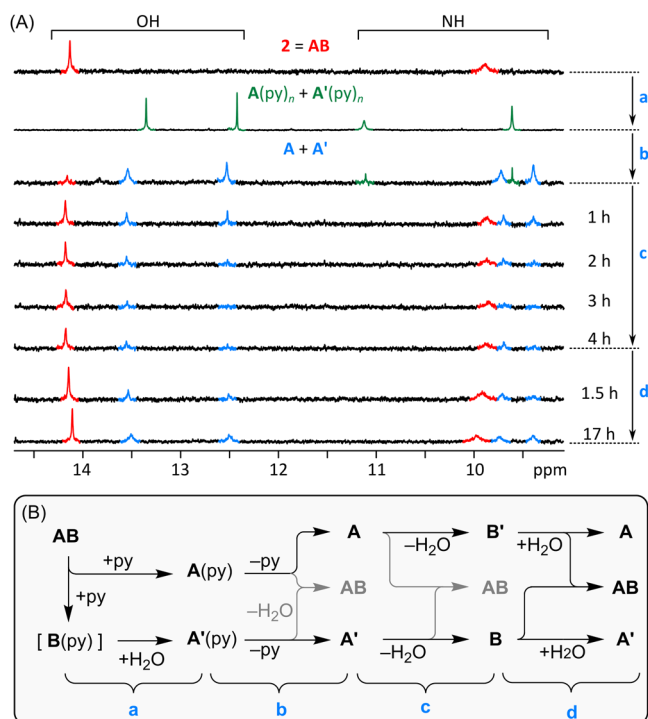 (A)
OH NH
2 = AB
a
A(py)n + A'(py)n
b
A + A'
1 h
2 h
c
3 h
4 h
1.5 h
d
17 h
14 13 12 11 10 ppm
(B)
AB A B' A
–py –H2O +H2O
+py A(py) AB AB AB
+py –H2O
[ B(py) ] A'(py) A' B A'
+H2O –py –H2O +H2O
a b c d